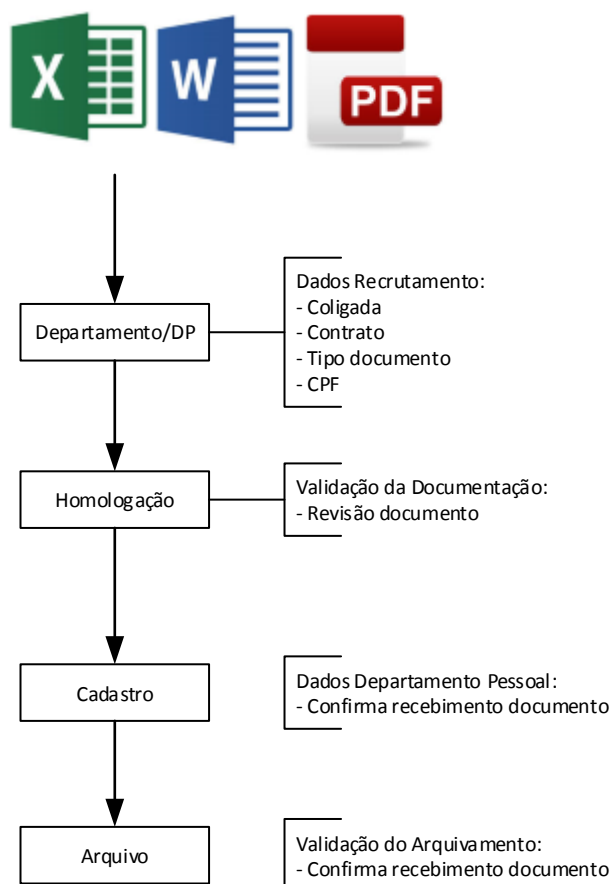 X
W
PDF
Departamento/DP
Dados Recrutamento:
- Coligada
- Contrato
- Tipo documento
- CPF
Homologação
Validação da Documentação:
- Revisão documento
Cadastro
Dados Departamento Pessoal:
- Confirma recebimento documento
Arquivo
Validação do Arquivamento:
- Confirma recebimento documento